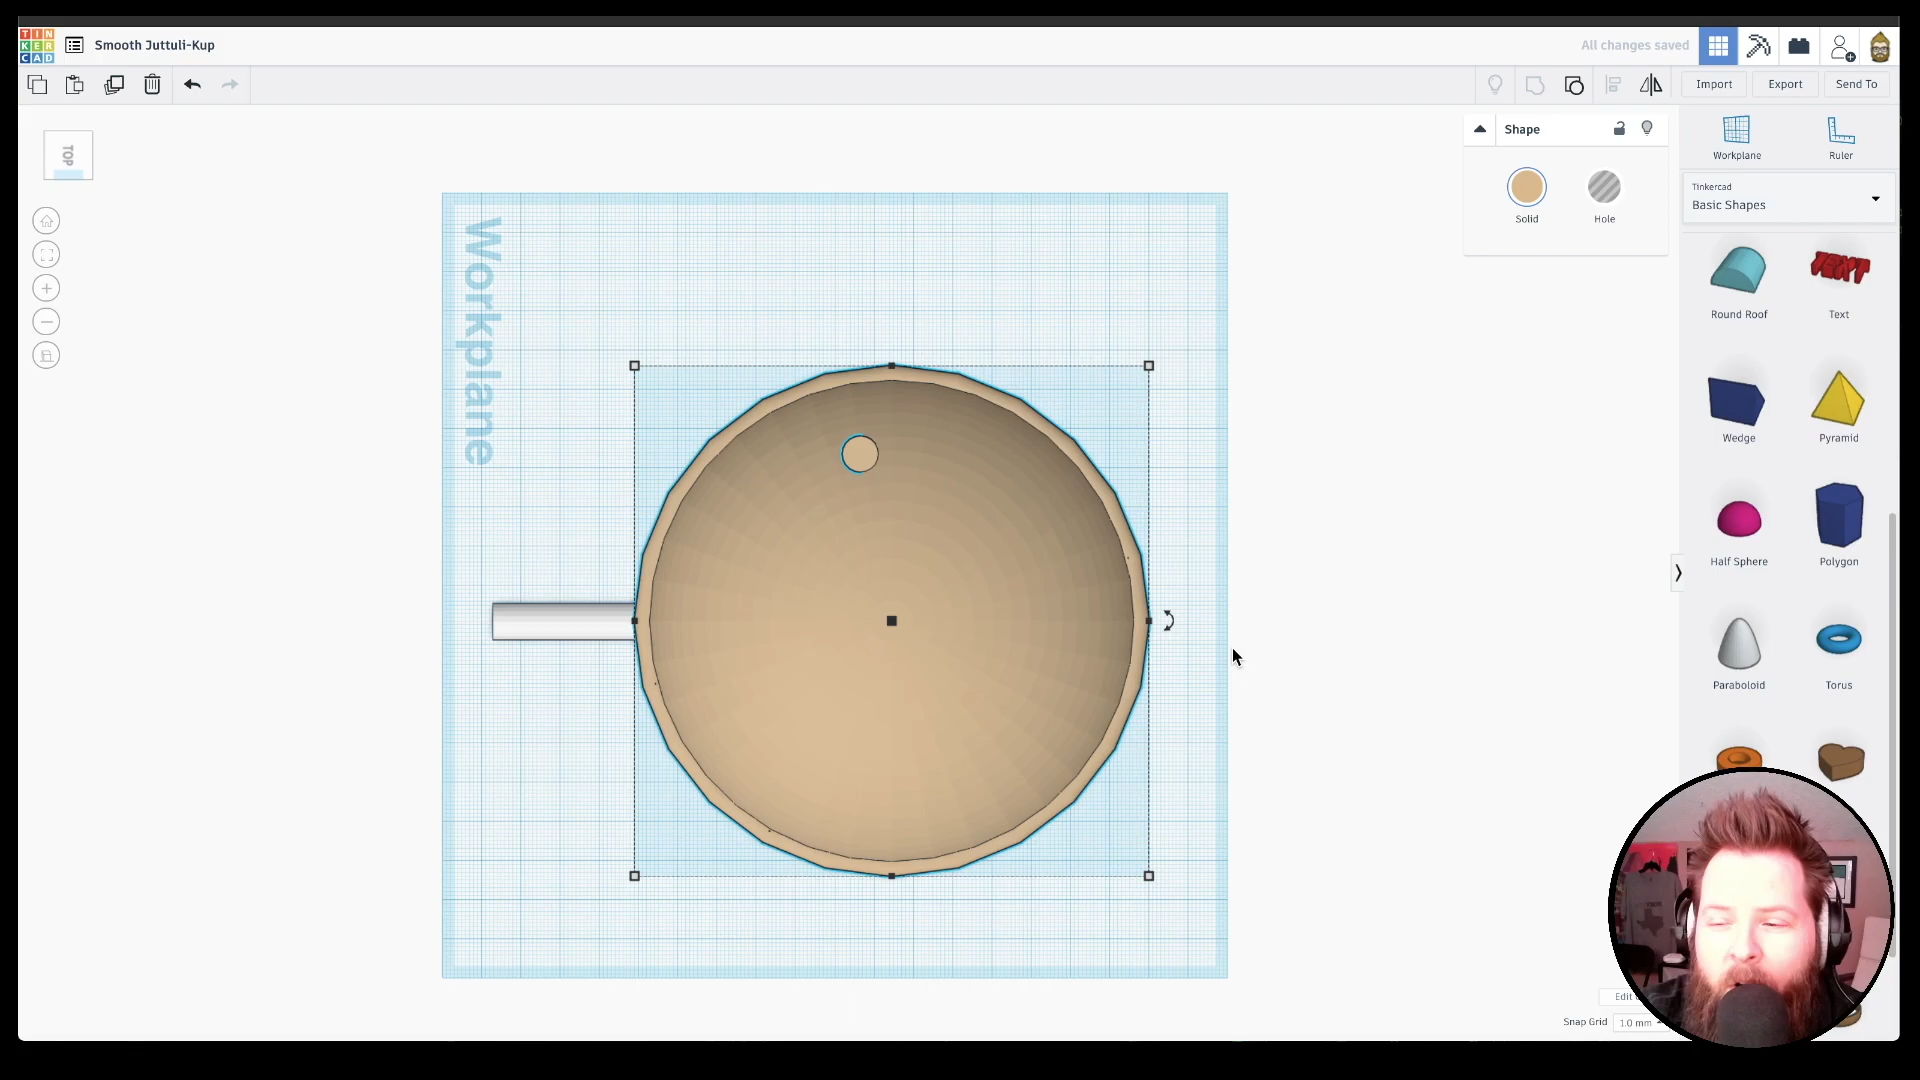 TIN
KER
CAD
Smooth Juttuli-Kup
All changes saved
Import
Export
Send To
TOP
Shape
Solid
Hole
Workplane
Ruler
Tinkercad
Basic Shapes
Workplane
Round Roof
Text
TEXT
Wedge
Pyramid
Half Sphere
Polygon
Paraboloid
Torus
Edit
Snap Grid
1.0 mm